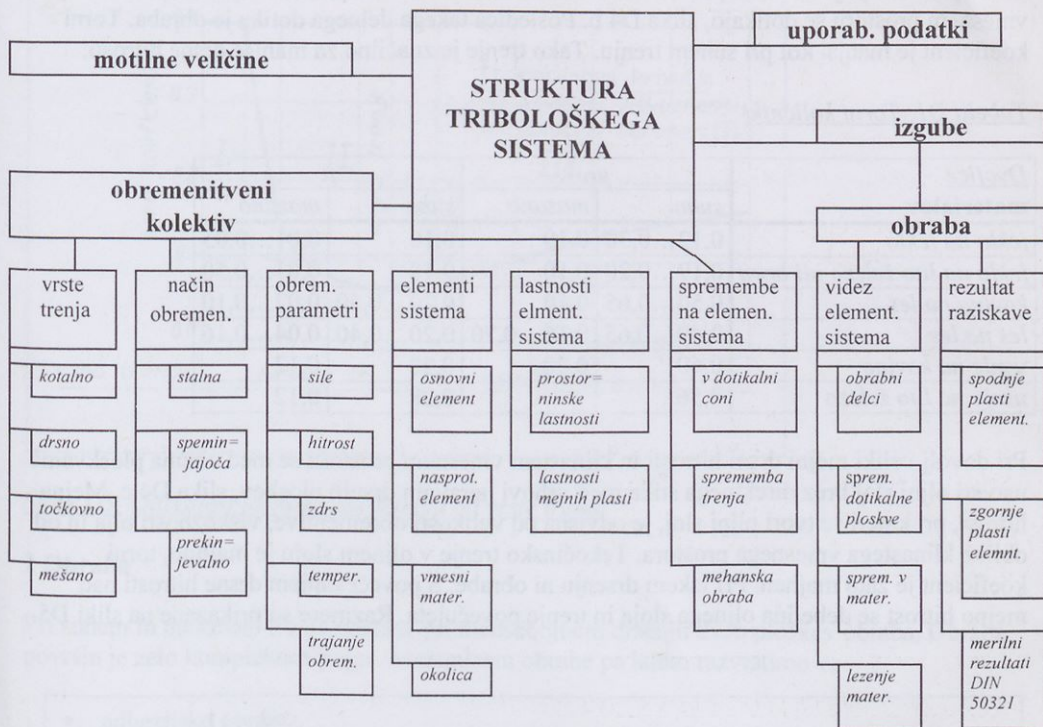 uporab. podatki
motilne veličine
STRUKTURA
TRIBOLOŠKEGA
SISTEMA
izgube
obremenitveni
kolektiv
obraba
vrste
trenja
kotalno
drsno
točkovno
mešano
način
obremen.
stalna
spemin=
jajoča
prekin=
jevalno
obrem.
parametri
sile
hitrost
zdrs
temper.
trajanje
obrem.
elementi
sistema
osnovni
element
nasprot.
element
vmesni
mater.
okolica
lastnosti
elment.
sistema
prostor=
ninske
lastnosti
lastnosti
mejnih plasti
spremembe
na elemen.
sistema
v dotikalni
coni
sprememba
trenja
mehanska
obraba
videz
element.
sistema
obrabni
delci
sprem.
dotikalne
ploskve
sprem. v
mater.
lezenje
mater.
rezultat
raziskave
spodnje
plasti
element.
zgornje
plasti
elemnt.
merilni
rezultati
DIN
50321